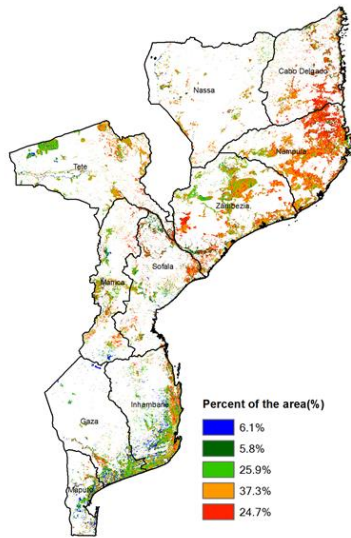 Cabo Delgado
Nassa
Nampula
Tete
Zambezia
Sofala
Manica
Inhambane
Gaza
Maputo
Percent of the area(%)
6.1%
5.8%
25.9%
37.3%
24.7%